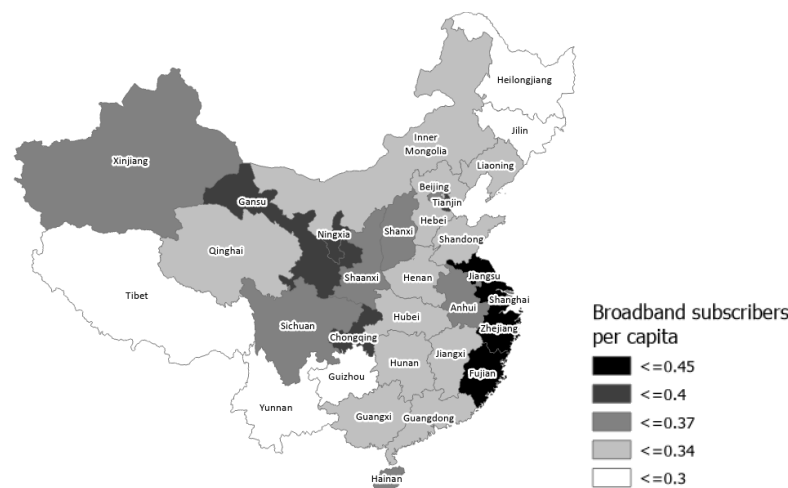 Heilongjiang
Jilin
Inner
Mongolia
Xinjiang
Liaoning
Beijing
Gansu
Tianjin
Hebei
Ningxia
Shanxi
Shandong
Qinghai
Shaanxi
Henan
Jiangsu
Tibet
Shanghai
Anhui
Hubei
Sichuan
Zhejiang
Chongqing
Jiangxi
Hunan
Guizhou
Fujian
Yunnan
Guangxi
Guangdong
Hainan
Broadband subscribers
per capita
<=0.45
<=0.4
<=0.37
<=0.34
<=0.3